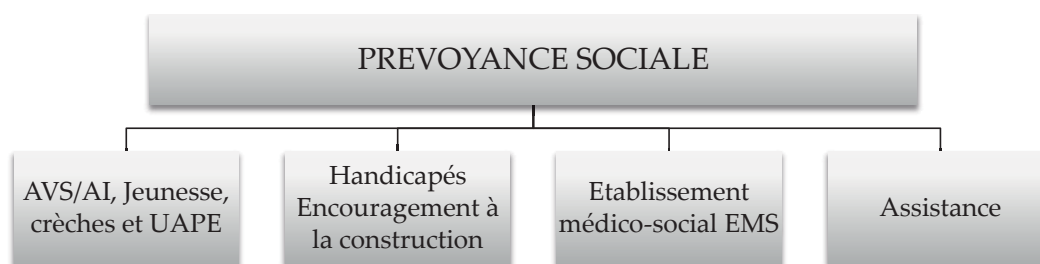 PREVOYANCE SOCIALE
AVS/AI, Jeunesse,
crèches et UAPE
Handicapés
Encouragement à
la construction
Etablissement
médico-social EMS
Assistance